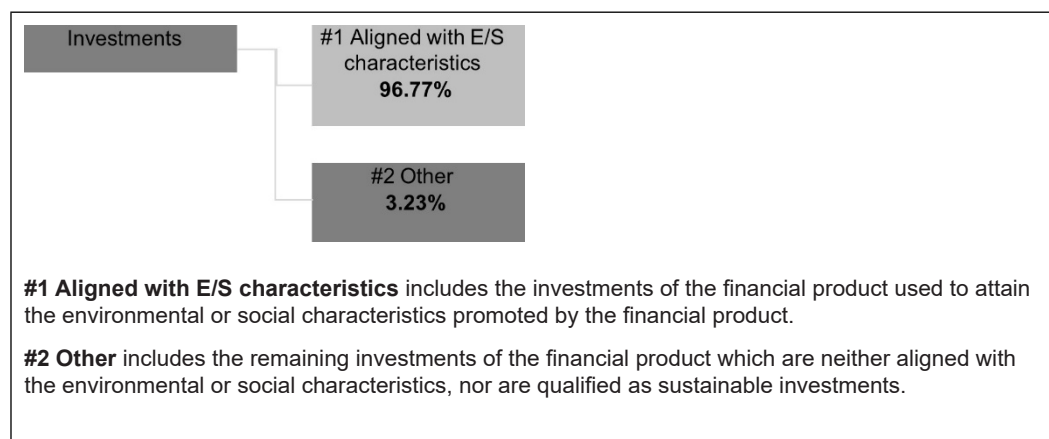 Investments
#1 Aligned with E/S
characteristics
96.77%
#2 Other
3.23%
#1 Aligned with E/S characteristics includes the investments of the financial product used to attain
the environmental or social characteristics promoted by the financial product.
#2 Other includes the remaining investments of the financial product which are neither aligned with
the environmental or social characteristics, nor are qualified as sustainable investments.